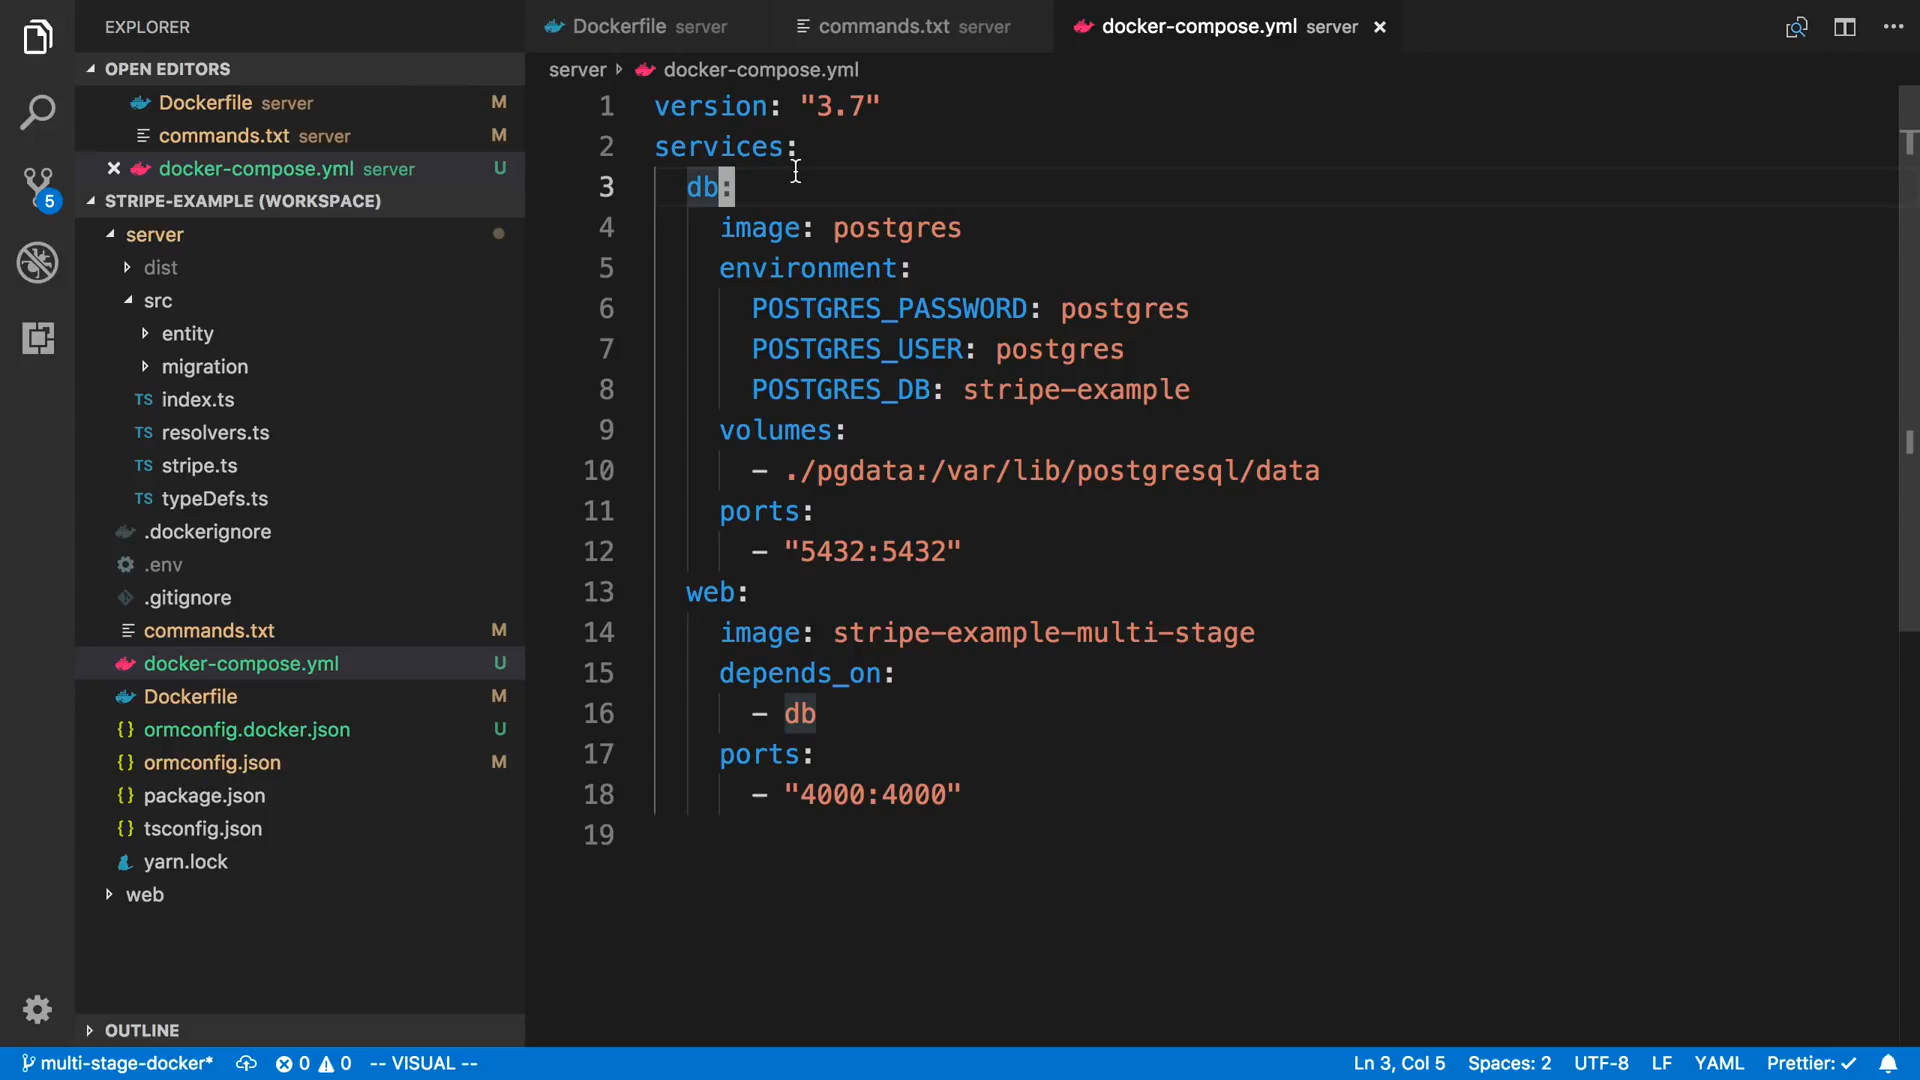 EXPLORER
OPEN EDITORS
Dockerfile server M
commands.txt server M
docker-compose.yml server U
5
STRIPE-EXAMPLE (WORKSPACE)
server
dist
src
entity
migration
TS index.ts
TS resolvers.ts
TS stripe.ts
TS typeDefs.ts
.dockerignore
.env
.gitignore
commands.txt M
docker-compose.yml U
Dockerfile M
{} ormconfig.docker.json U
{} ormconfig.json M
{} package.json
{} tsconfig.json
yarn.lock
web
OUTLINE
Dockerfile server
commands.txt server
docker-compose.yml server
server docker-compose.yml
1 version: "3.7"
2 services:
3 db:
4 image: postgres
5 environment:
6 POSTGRES_PASSWORD: postgres
7 POSTGRES_USER: postgres
8 POSTGRES_DB: stripe-example
9 volumes:
10 - ./pgdata:/var/lib/postgresql/data
11 ports:
12 - "5432:5432"
13 web:
14 image: stripe-example-multi-stage
15 depends_on:
16 - db
17 ports:
18 - "4000:4000"
19
multi-stage-docker* 0 0 -- VISUAL -- Ln 3, Col 5 Spaces: 2 UTF-8 LF YAML Prettier: ✓